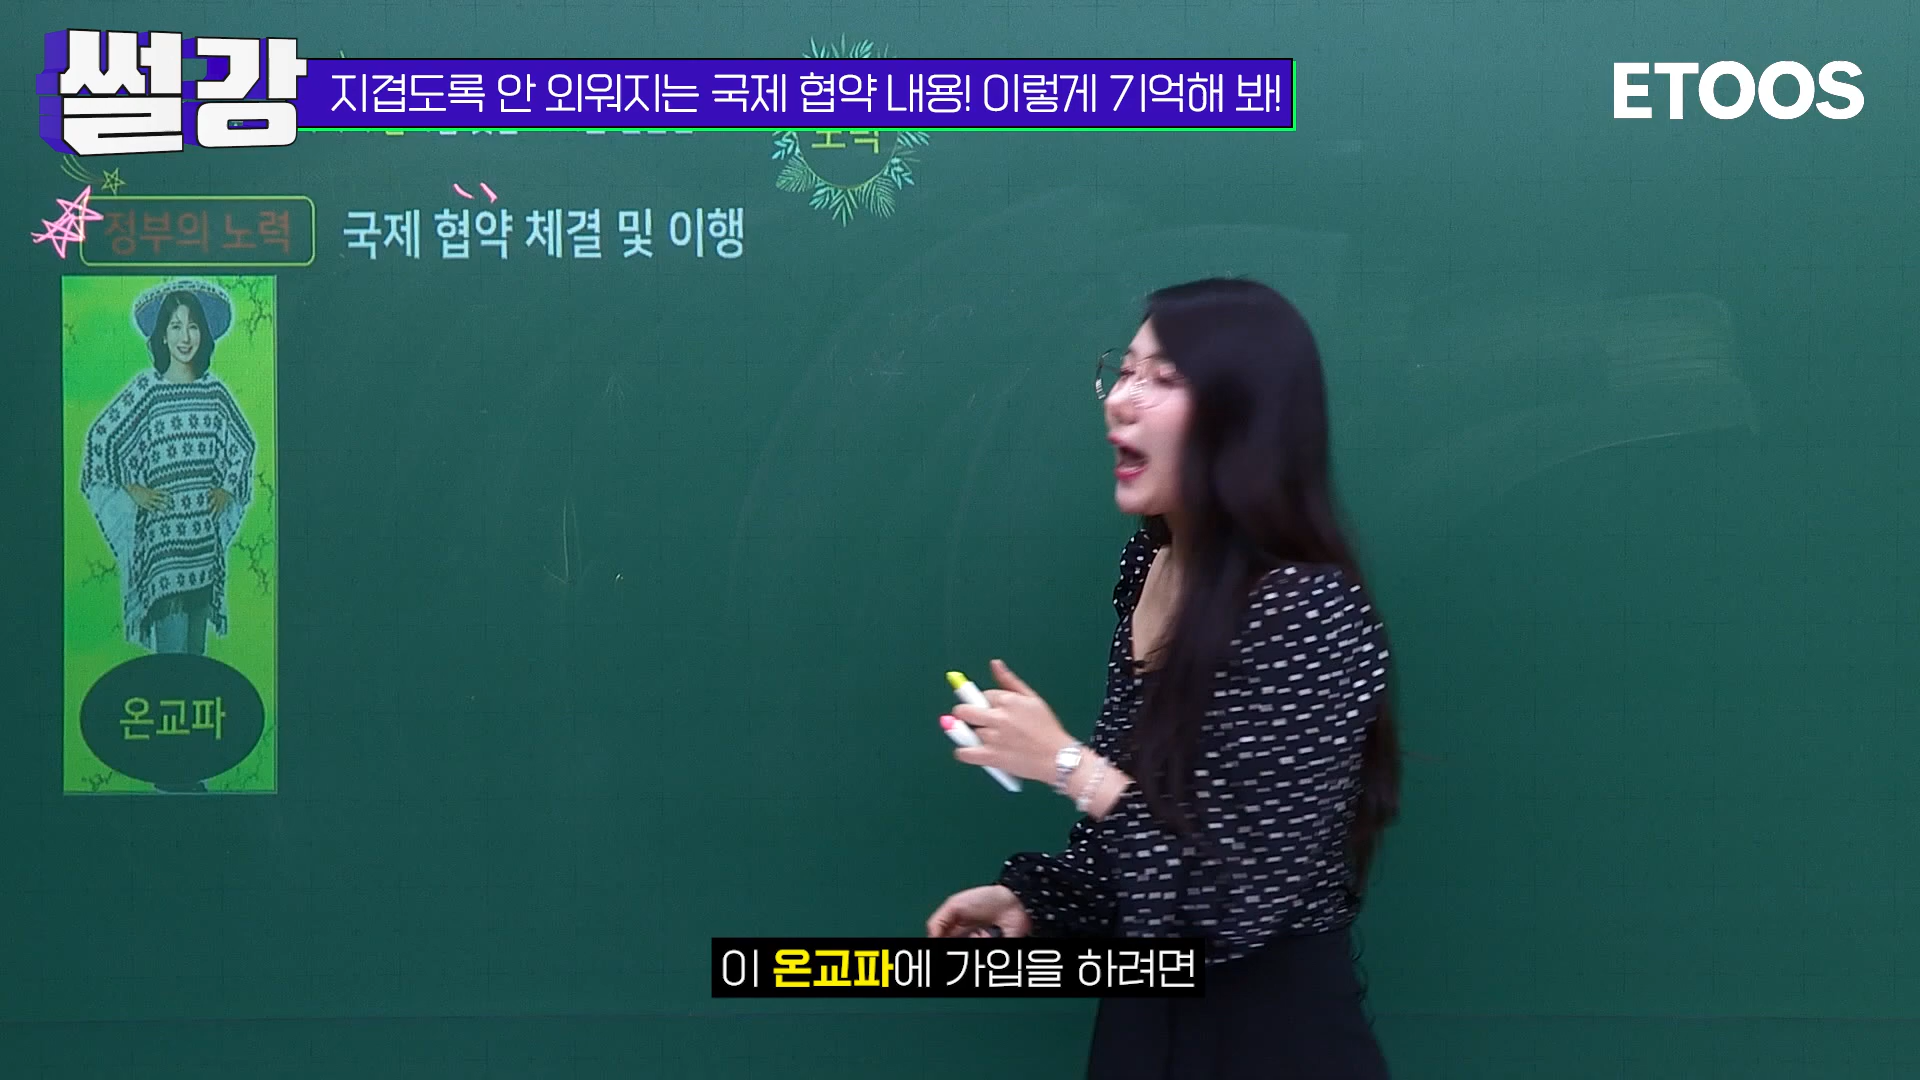 썰강
지겹도록 안 외워지는 국제 협약 내용! 이렇게 기억해 봐!
ETOOS
노력
정부의 노력
국제 협약 체결 및 이행
온교파
이 온교파에 가입을 하려면